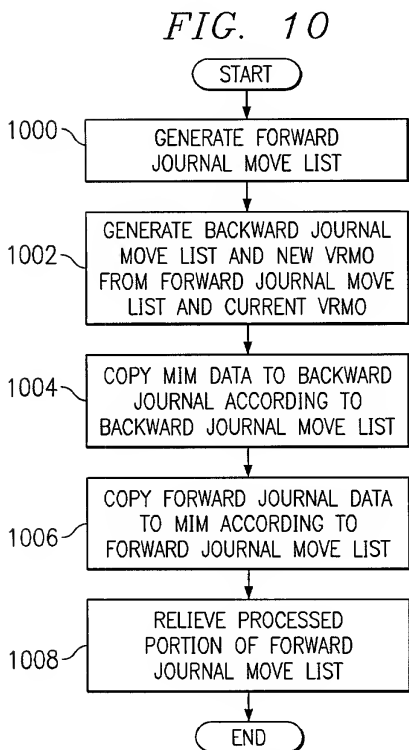 FIG. 10
START
1000
GENERATE FORWARD
JOURNAL MOVE LIST
1002
GENERATE BACKWARD JOURNAL
MOVE LIST AND NEW VRMO
FROM FORWARD JOURNAL MOVE
LIST AND CURRENT VRMO
1004
COPY MIM DATA TO BACKWARD
JOURNAL ACCORDING TO
BACKWARD JOURNAL MOVE LIST
1006
COPY FORWARD JOURNAL DATA
TO MIM ACCORDING TO
FORWARD JOURNAL MOVE LIST
1008
RELIEVE PROCESSED
PORTION OF FORWARD
JOURNAL MOVE LIST
END